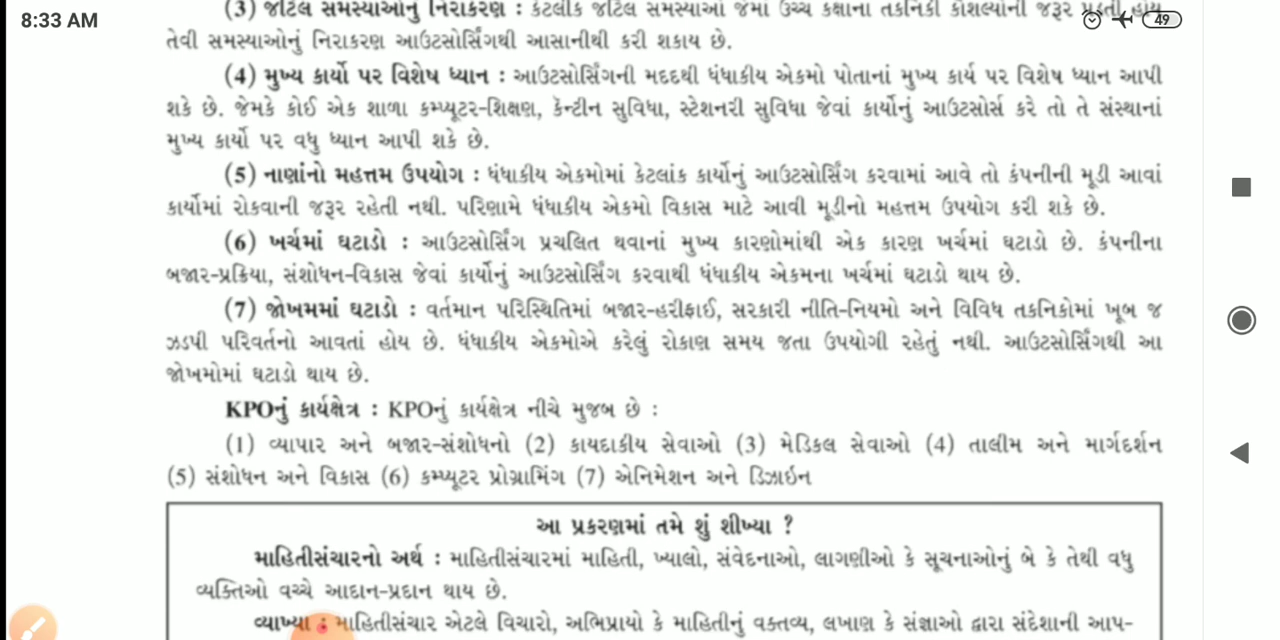 8:33 AM
49
(3) જટિલ સમસ્યાઓનું નિરાકરણ : કેટલીક જટિલ સમસ્યાઓ જેમાં ઉચ્ચ કક્ષાના તકનિકી કૌશલ્યોની જરૂર પડતી હોય
તેવી સમસ્યાઓનું નિરાકરણ આઉટસોર્સિંગથી આસાનીથી કરી શકાય છે.
(4) મુખ્ય કાર્યો પર વિશેષ ધ્યાન : આઉટસોર્સિંગની મદદથી ધંધાકીય એકમો પોતાનાં મુખ્ય કાર્ય પર વિશેષ ધ્યાન આપી
શકે છે. જેમકે કોઈ એક શાળા કમ્પ્યૂટર-શિક્ષણ, કૅન્ટીન સુવિધા, સ્ટેશનરી સુવિધા જેવાં કાર્યોનું આઉટસોર્સ કરે તો તે સંસ્થાનાં
મુખ્ય કાર્યો પર વધુ ધ્યાન આપી શકે છે.
(5) નાણાંનો મહત્તમ ઉપયોગ : ધંધાકીય એકમોમાં કેટલાંક કાર્યોનું આઉટસોર્સિંગ કરવામાં આવે તો કંપનીની મૂડી આવાં
કાર્યોમાં રોકવાની જરૂર રહેતી નથી. પરિણામે ધંધાકીય એકમો વિકાસ માટે આવી મૂડીનો મહત્તમ ઉપયોગ કરી શકે છે.
(6) ખર્ચમાં ઘટાડો : આઉટસોર્સિંગ પ્રચલિત થવાનાં મુખ્ય કારણોમાંથી એક કારણ ખર્ચમાં ઘટાડો છે. કંપનીના
બજાર-પ્રક્રિયા, સંશોધન-વિકાસ જેવાં કાર્યોનું આઉટસોર્સિંગ કરવાથી ધંધાકીય એકમના ખર્ચમાં ઘટાડો થાય છે.
(7) જોખમમાં ઘટાડો : વર્તમાન પરિસ્થિતિમાં બજાર-હરીફાઈ, સરકારી નીતિ-નિયમો અને વિવિધ તકનિકોમાં ખૂબ જ
ઝડપી પરિવર્તનો આવતાં હોય છે. ધંધાકીય એકમોએ કરેલું રોકાણ સમય જતા ઉપયોગી રહેતું નથી. આઉટસોર્સિંગથી આ
જોખમોમાં ઘટાડો થાય છે.
KPOનું કાર્યક્ષેત્ર : KPOનું કાર્યક્ષેત્ર નીચે મુજબ છે :
(1) વ્યાપાર અને બજાર-સંશોધનો (2) કાયદાકીય સેવાઓ (3) મેડિકલ સેવાઓ (4) તાલીમ અને માર્ગદર્શન
(5) સંશોધન અને વિકાસ (6) કમ્પ્યૂટર પ્રોગ્રામિંગ (7) એનિમેશન અને ડિઝાઇન
આ પ્રકરણમાં તમે શું શીખ્યા ?
માહિતીસંચારનો અર્થ : માહિતીસંચારમાં માહિતી, ખ્યાલો, સંવેદનાઓ, લાગણીઓ કે સૂચનાઓનું બે કે તેથી વધુ
વ્યક્તિઓ વચ્ચે આદાન-પ્રદાન થાય છે.
વ્યાખ્યા : માહિતીસંચાર એટલે વિચારો, અભિપ્રાયો કે માહિતીનું વક્તવ્ય, લખાણ કે સંજ્ઞાઓ દ્વારા સંદેશાની આપ-